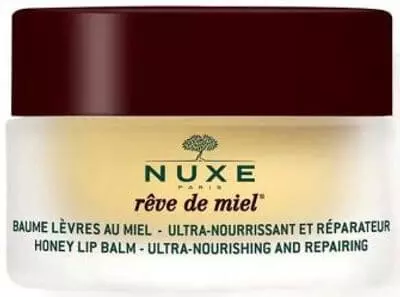 NUXE
PARIS
rêve de miel®
BAUME LÈVRES AU MIEL - ULTRA-NOURRISSANT ET RÉPARATEUR
HONEY LIP BALM - ULTRA-NOURISHING AND REPAIRING